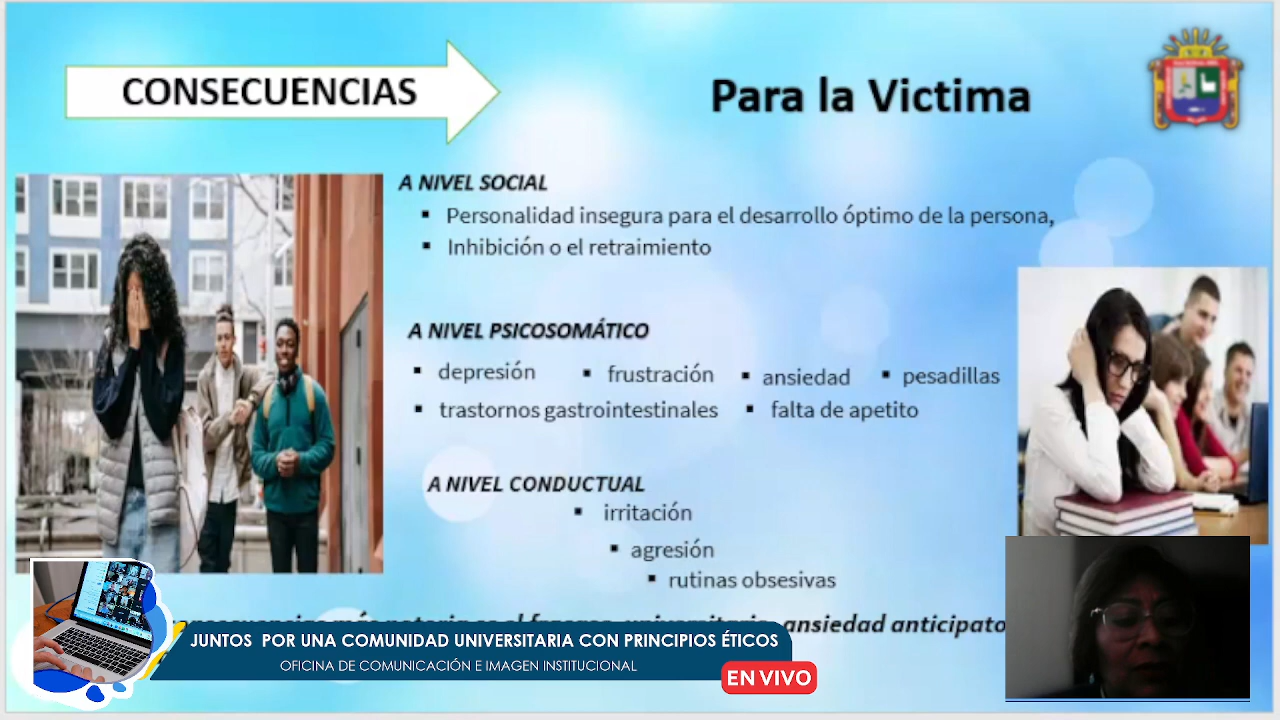 CONSECUENCIAS
Para la Victima
A NIVEL SOCIAL
▪ Personalidad insegura para el desarrollo óptimo de la persona,
▪ Inhibición o el retraimiento
A NIVEL PSICOSOMÁTICO
▪ depresión ▪ frustración ▪ ansiedad ▪ pesadillas
▪ trastornos gastrointestinales ▪ falta de apetito
A NIVEL CONDUCTUAL
▪ irritación
▪ agresión
▪ rutinas obsesivas
ansiedad
JUNTOS POR UNA COMUNIDAD UNIVERSITARIA CON PRINCIPIOS ÉTICOS
OFICINA DE COMUNICACIÓN E IMAGEN INSTITUCIONAL
EN VIVO